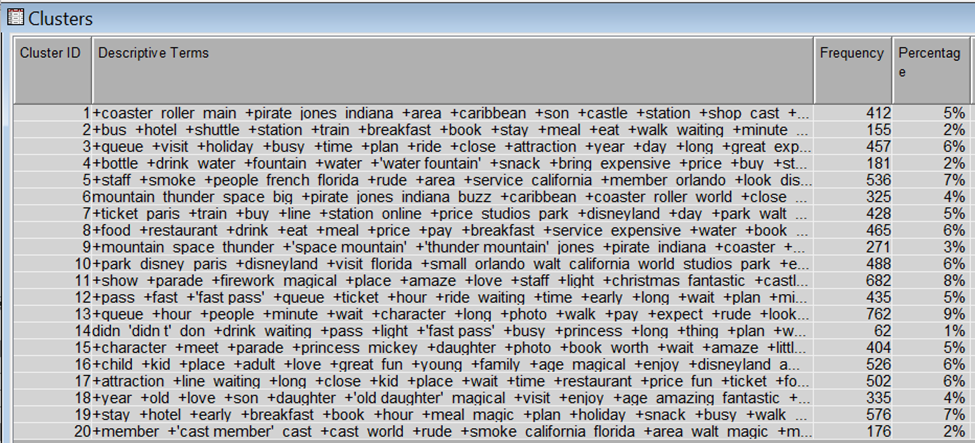 Clusters
Cluster ID Descriptive Terms Frequency Percentag
e
1 +coaster roller main +pirate jones indiana +area +caribbean +son +castle +station +shop cast +... 412 5%
2 +bus +hotel +shuttle +station +train +breakfast +book +stay +meal +eat +walk waiting +minute ... 155 2%
3 +queue +visit +holiday +busy +time +plan +ride +close +attraction +year +day +long +great exp... 457 6%
4 +bottle +drink water +fountain +water +'water fountain' +snack +bring expensive +price +buy +st... 181 2%
5 +staff +smoke +people french florida +rude +area +service california +member orlando +look dis... 536 7%
6 mountain thunder space big +pirate jones indiana buzz +caribbean +coaster roller world +close ... 325 4%
7 +ticket paris +train +buy +line +station online +price studios park +disneyland +day +park walt ... 428 5%
8 +food +restaurant +drink +eat +meal +price +pay +breakfast +service expensive +water +book ... 465 6%
9 +mountain space thunder +'space mountain' +'thunder mountain' jones +pirate indiana +coaster +... 271 3%
10 +park disney paris +disneyland +visit florida +small orlando walt california world studios park +e... 488 6%
11 +show +parade +firework magical +place +amaze +love +staff +light +christmas fantastic +castl... 682 8%
12 +pass +fast +'fast pass' +queue +ticket +hour +ride waiting +time +early +long +wait +plan +mi... 435 5%
13 +queue +hour +people +minute +wait +character +long +photo +walk +pay +expect +rude +look... 762 9%
14 didn 'didn t' don +drink waiting +pass +light +'fast pass' +busy +princess +long +thing +plan +w... 62 1%
15 +character +meet +parade +princess mickey +daughter +photo +book worth +wait +amaze +littl... 404 5%
16 +child +kid +place +adult +love +great fun +young +family +age magical +enjoy +disneyland a... 526 6%
17 +attraction +line waiting +long +close +kid +place +wait +time +restaurant +price fun +ticket +fo... 502 6%
18 +year +old +love +son +daughter +'old daughter' magical +visit +enjoy +age amazing fantastic +... 335 4%
19 +stay +hotel +early +breakfast +book +hour +meal magic +plan +holiday +snack +busy +walk ... 576 7%
20 +member +'cast member' cast +cast world +rude +smoke california florida +area walt magic +m... 176 2%